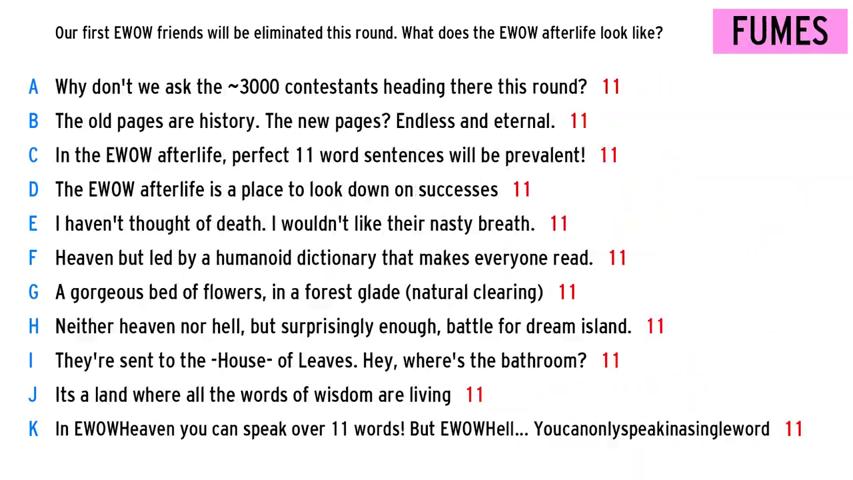 Our first EWOW friends will be eliminated this round. What does the EWOW afterlife look like?
FUMES
A Why don't we ask the ~3000 contestants heading there this round? 11
B The old pages are history. The new pages? Endless and eternal. 11
C In the EWOW afterlife, perfect 11 word sentences will be prevalent! 11
D The EWOW afterlife is a place to look down on successes 11
E I haven't thought of death. I wouldn't like their nasty breath. 11
F Heaven but led by a humanoid dictionary that makes everyone read. 11
G A gorgeous bed of flowers, in a forest glade (natural clearing) 11
H Neither heaven nor hell, but surprisingly enough, battle for dream island. 11
I They're sent to the -House- of Leaves. Hey, where's the bathroom? 11
J Its a land where all the words of wisdom are living 11
K In EWOWHeaven you can speak over 11 words! But EWOWHell... Youcanonlyspeakinasingleword 11